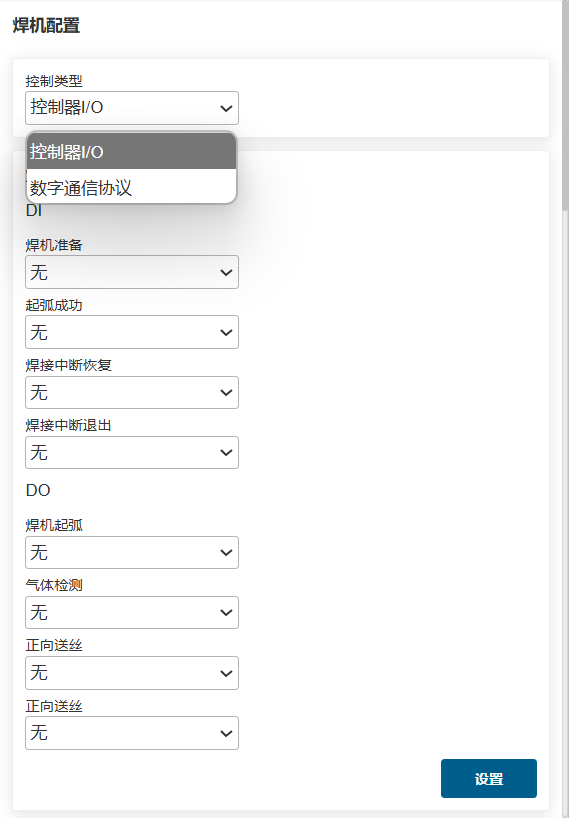 焊机配置
控制类型
控制器I/O
控制器I/O
数字通信协议
DI
焊机准备
无
起弧成功
无
焊接中断恢复
无
焊接中断退出
无
DO
焊机起弧
无
气体检测
无
正向送丝
无
正向送丝
无
设置